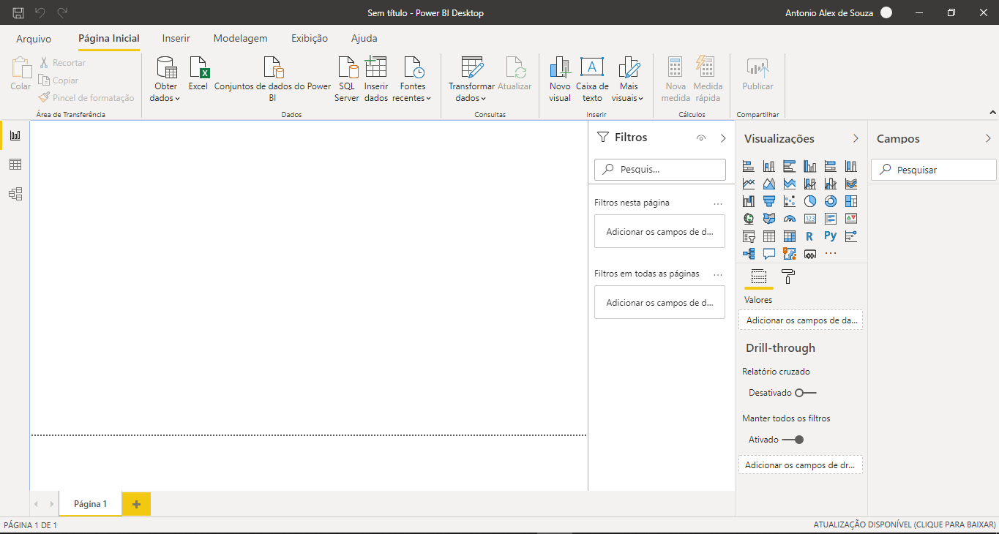 Sem título - Power BI Desktop
Antonio Alex de Souza
Arquivo
Página Inicial
Inserir
Modelagem
Exibição
Ajuda
Colar
Recortar
Copiar
Pincel de formatação
Área de Transferência
Obter
dados
Excel
Conjuntos de dados do Power
BI
SQL
Server
Inserir
dados
Fontes
recentes
Dados
Transformar
dados
Atualizar
Consultas
Novo
visual
A
Caixa de
texto
Mais
visuais
Inserir
Nova
medida
Medida
rápida
Cálculos
Publicar
Compartilhar
Filtros
Pesquis...
Filtros nesta página
...
Adicionar os campos de d...
Filtros em todas as páginas
...
Adicionar os campos de d...
Visualizações
123
R
Py
...
Valores
Adicionar os campos de da...
Drill-through
Relatório cruzado
Desativado
Manter todos os filtros
Ativado
Adicionar os campos de dr...
Campos
Pesquisar
Página 1
PÁGINA 1 DE 1
ATUALIZAÇÃO DISPONÍVEL (CLIQUE PARA BAIXAR)